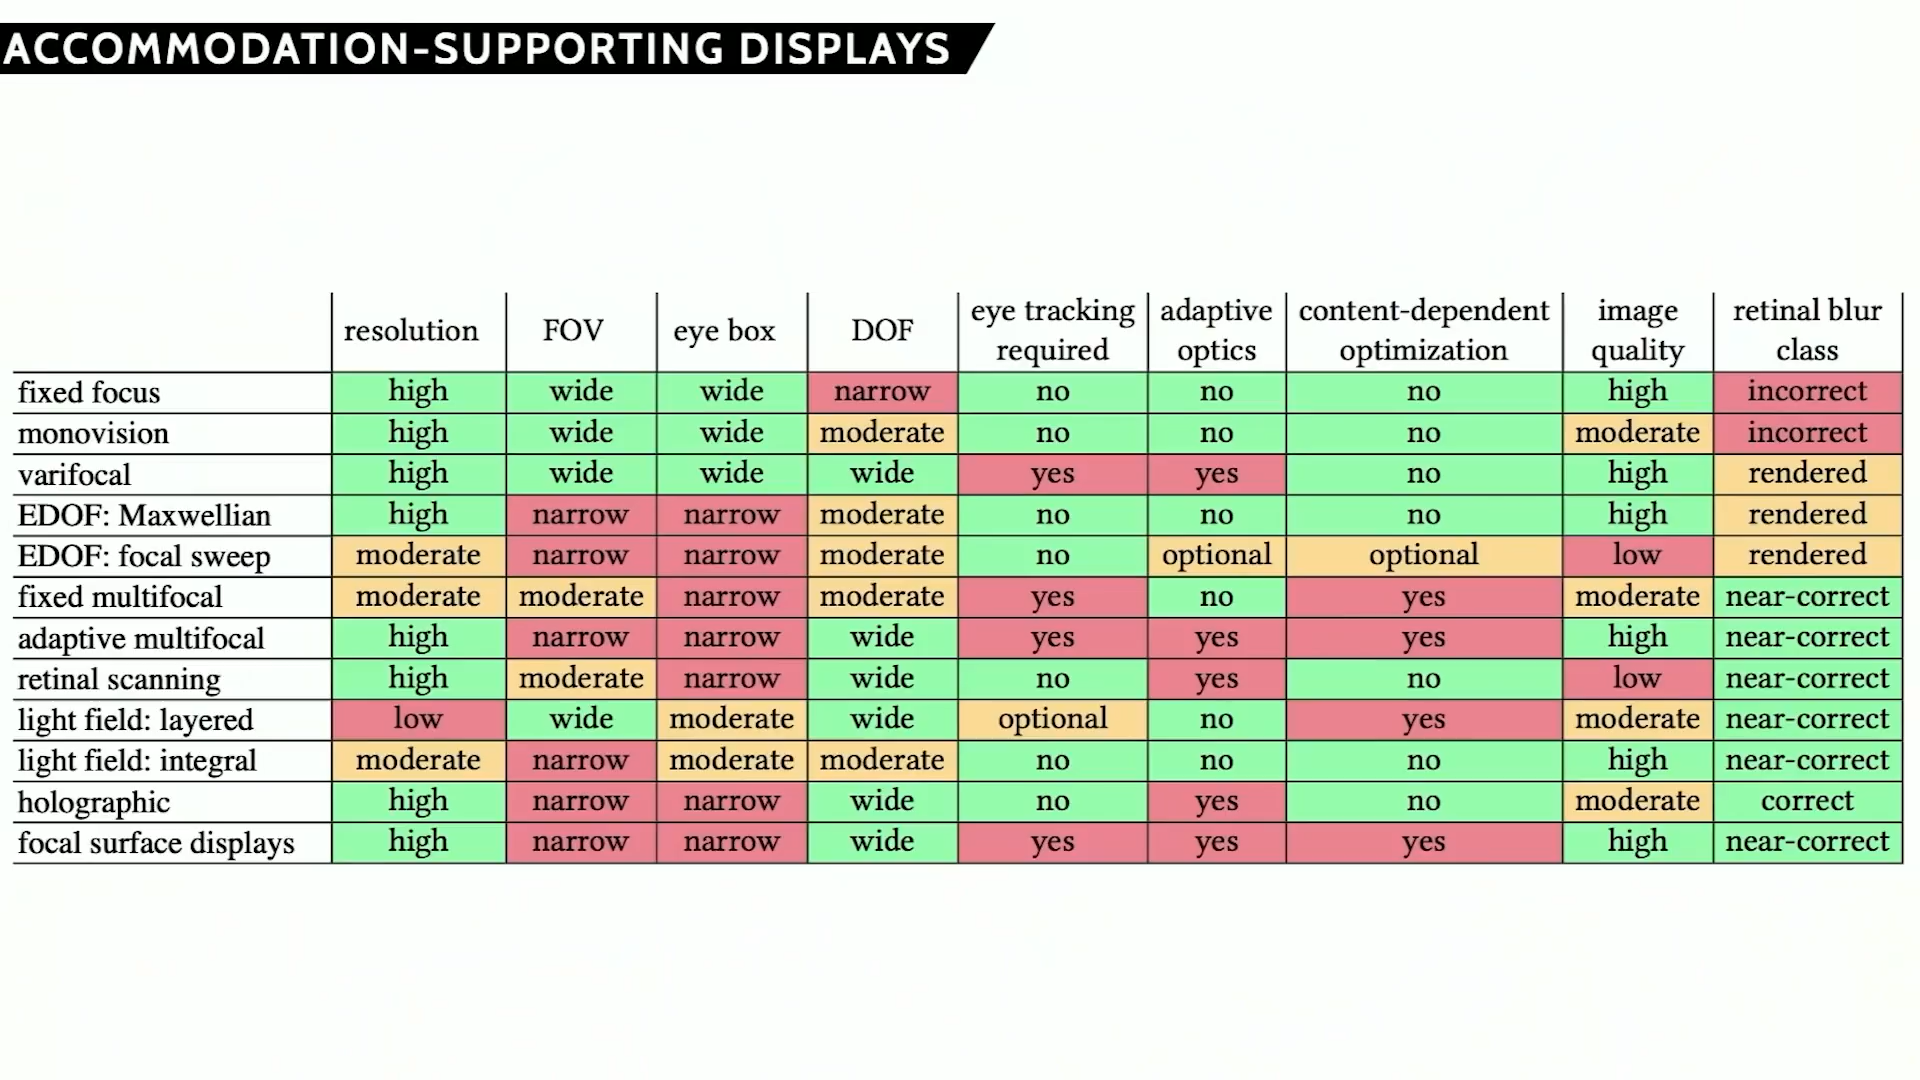 ACCOMMODATION-SUPPORTING DISPLAYS
resolution FOV eye box DOF eye tracking required adaptive optics content-dependent optimization image quality retinal blur class
fixed focus high wide wide narrow no no no high incorrect
monovision high wide wide moderate no no no moderate incorrect
varifocal high wide wide wide yes yes no high rendered
EDOF: Maxwellian high narrow narrow moderate no no no high rendered
EDOF: focal sweep moderate narrow narrow moderate no optional optional low rendered
fixed multifocal moderate moderate narrow moderate yes no yes moderate near-correct
adaptive multifocal high narrow narrow wide yes yes yes high near-correct
retinal scanning high moderate narrow wide no yes no low near-correct
light field: layered low wide moderate wide optional no yes moderate near-correct
light field: integral moderate narrow moderate moderate no no no high near-correct
holographic high narrow narrow wide no yes no moderate correct
focal surface displays high narrow narrow wide yes yes yes high near-correct